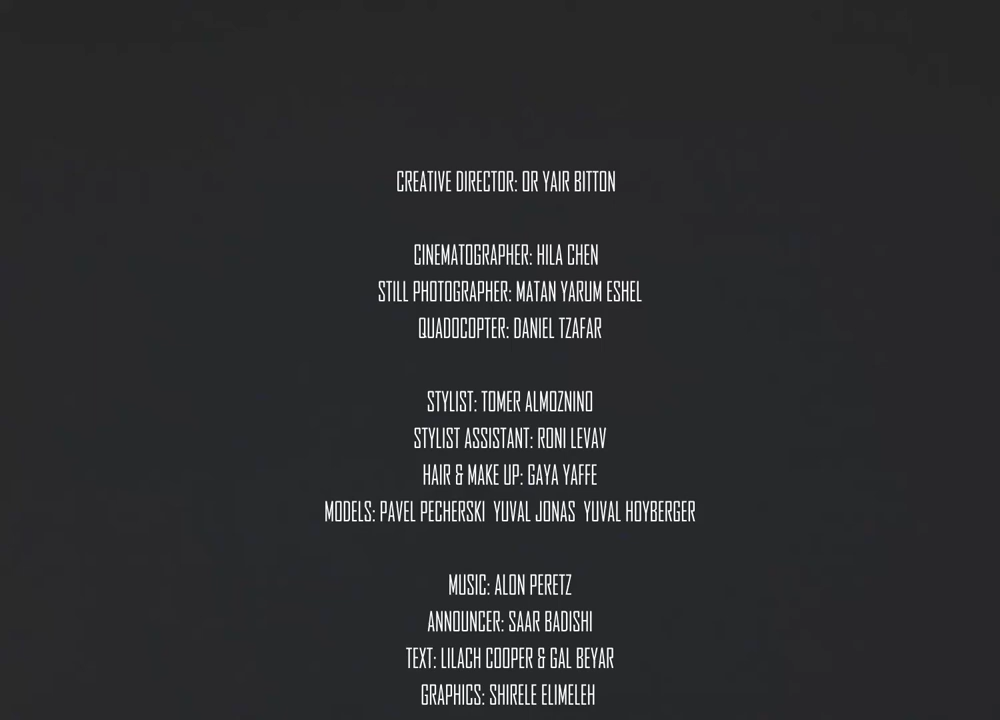 CREATIVE DIRECTOR: OR YAIR BITTON
CINEMATOGRAPHER: HILA CHEN
STILL PHOTOGRAPHER: MATAN YARUM ESHEL
QUADOCOPTER: DANIEL TZAFAR
STYLIST: TOMER ALMOZNINO
STYLIST ASSISTANT: RONI LEVAV
HAIR & MAKE UP: GAYA YAFFE
MODELS: PAVEL PECHERSKI  YUVAL JONAS  YUVAL HOYBERGER
MUSIC: ALON PERETZ
ANNOUNCER: SAAR BADISHI
TEXT: LILACH COOPER & GAL BEYAR
GRAPHICS: SHIRELE ELIMELEH